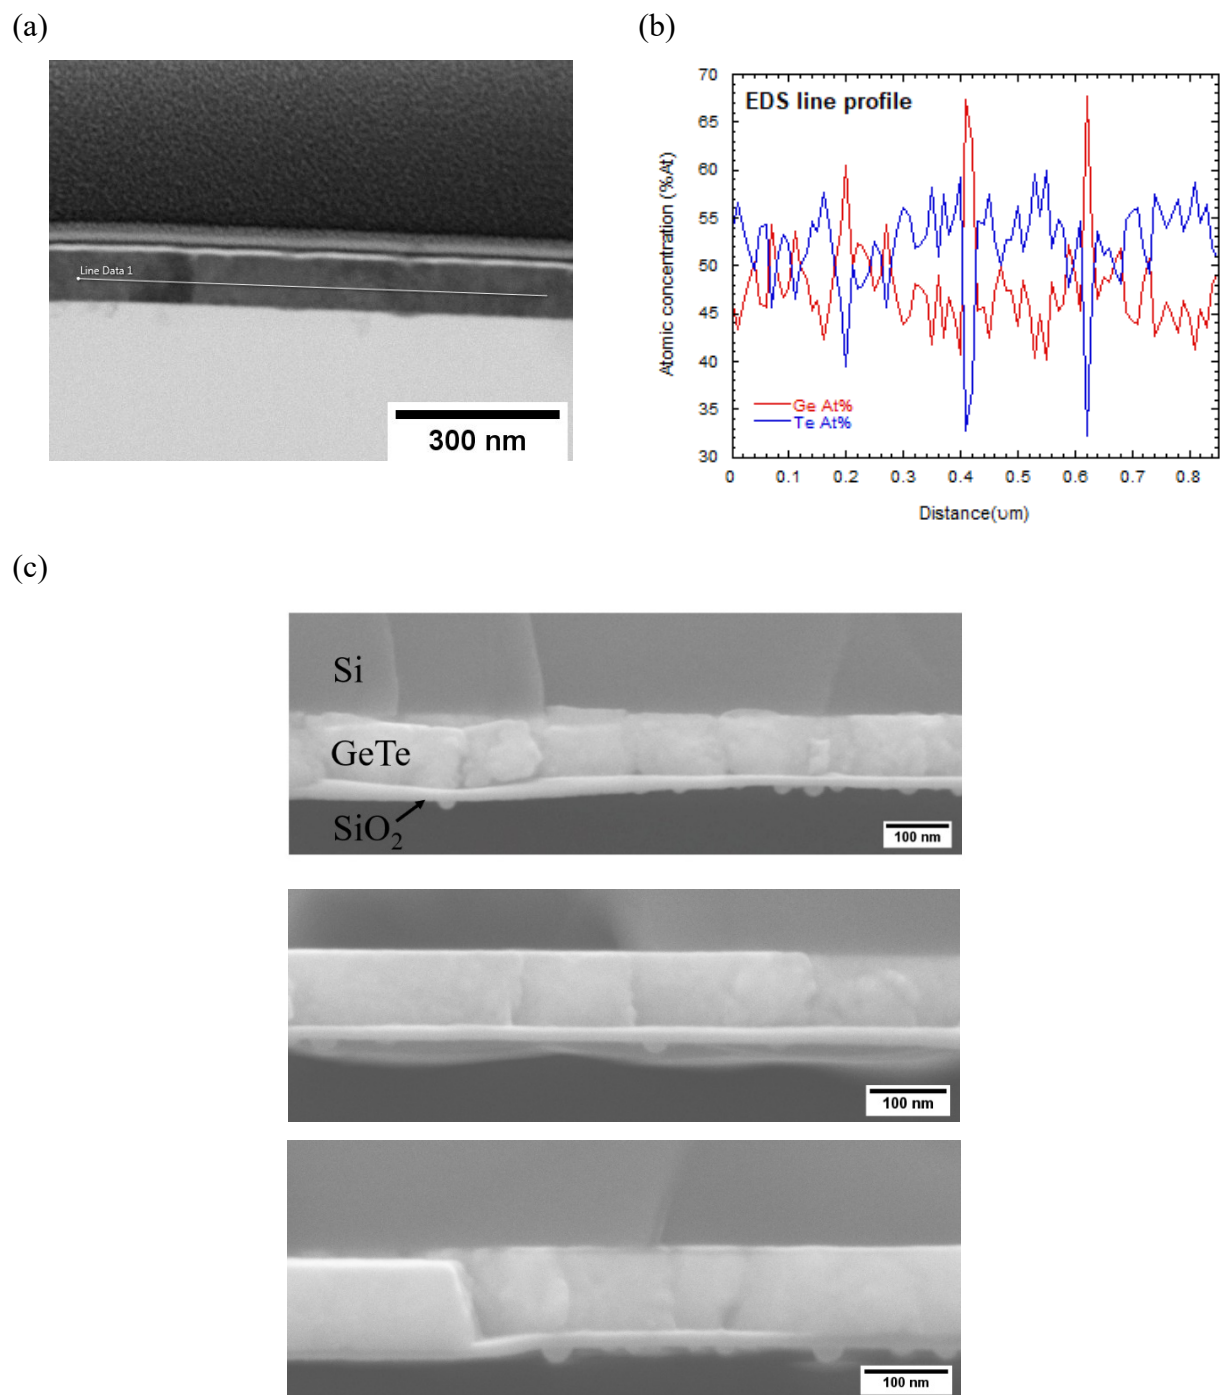 (a)
(b)
Line Data 1
300 nm
EDS line profile
Atomic concentration (%At)
70
65
60
55
50
45
40
35
30
Ge At%
Te At%
0 0.1 0.2 0.3 0.4 0.5 0.6 0.7 0.8
Distance(υm)
(c)
Si
GeTe
SiO₂
100 nm
100 nm
100 nm